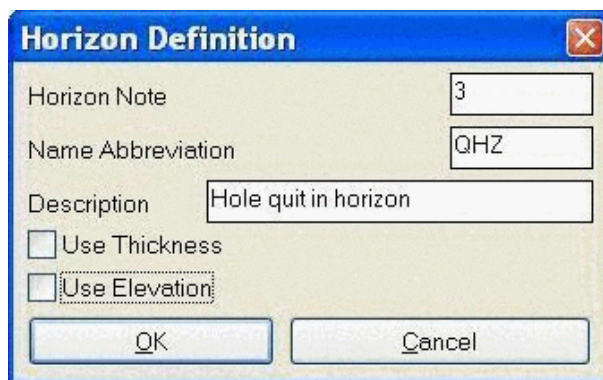 Horizon Definition
Horizon Note 3
Name Abbreviation QHZ
Description Hole quit in horizon
Use Thickness
Use Elevation
OK Cancel